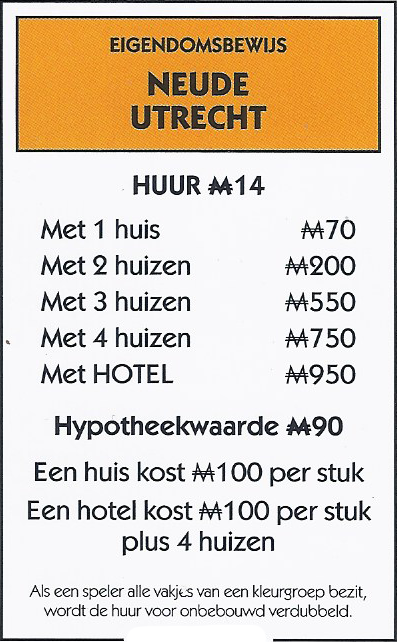 EIGENDOMSBEWIJS
NEUDE
UTRECHT
HUUR ₩14
Met 1 huis ₩70
Met 2 huizen ₩200
Met 3 huizen ₩550
Met 4 huizen ₩750
Met HOTEL ₩950
Hypotheekwaarde ₩90
Een huis kost ₩100 per stuk
Een hotel kost ₩100 per stuk
plus 4 huizen
Als een speler alle vakjes van een kleurgroep bezit,
wordt de huur voor onbebouwd verdubbeld.